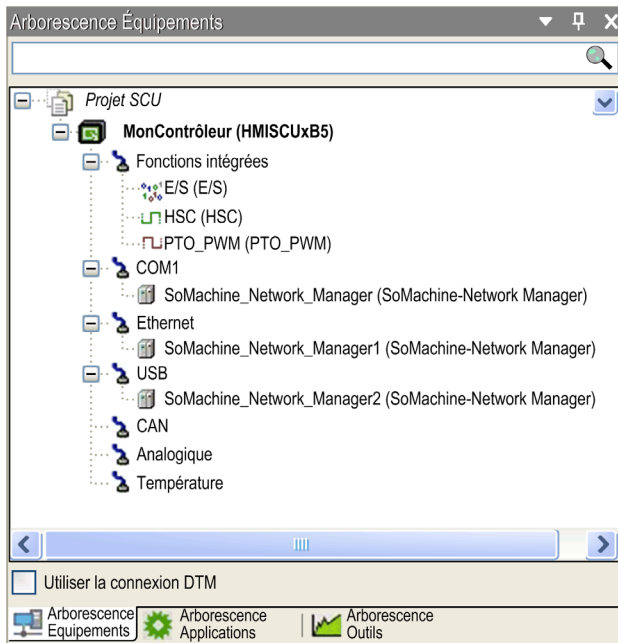 Arborescence Équipements
Projet SCU
MonContrôleur (HMISCUxB5)
Fonctions intégrées
E/S (E/S)
HSC (HSC)
PTO_PWM (PTO_PWM)
COM1
SoMachine_Network_Manager (SoMachine-Network Manager)
Ethernet
SoMachine_Network_Manager1 (SoMachine-Network Manager)
USB
SoMachine_Network_Manager2 (SoMachine-Network Manager)
CAN
Analogique
Température
Utiliser la connexion DTM
Arborescence
Equipements
Arborescence
Applications
Arborescence
Outils